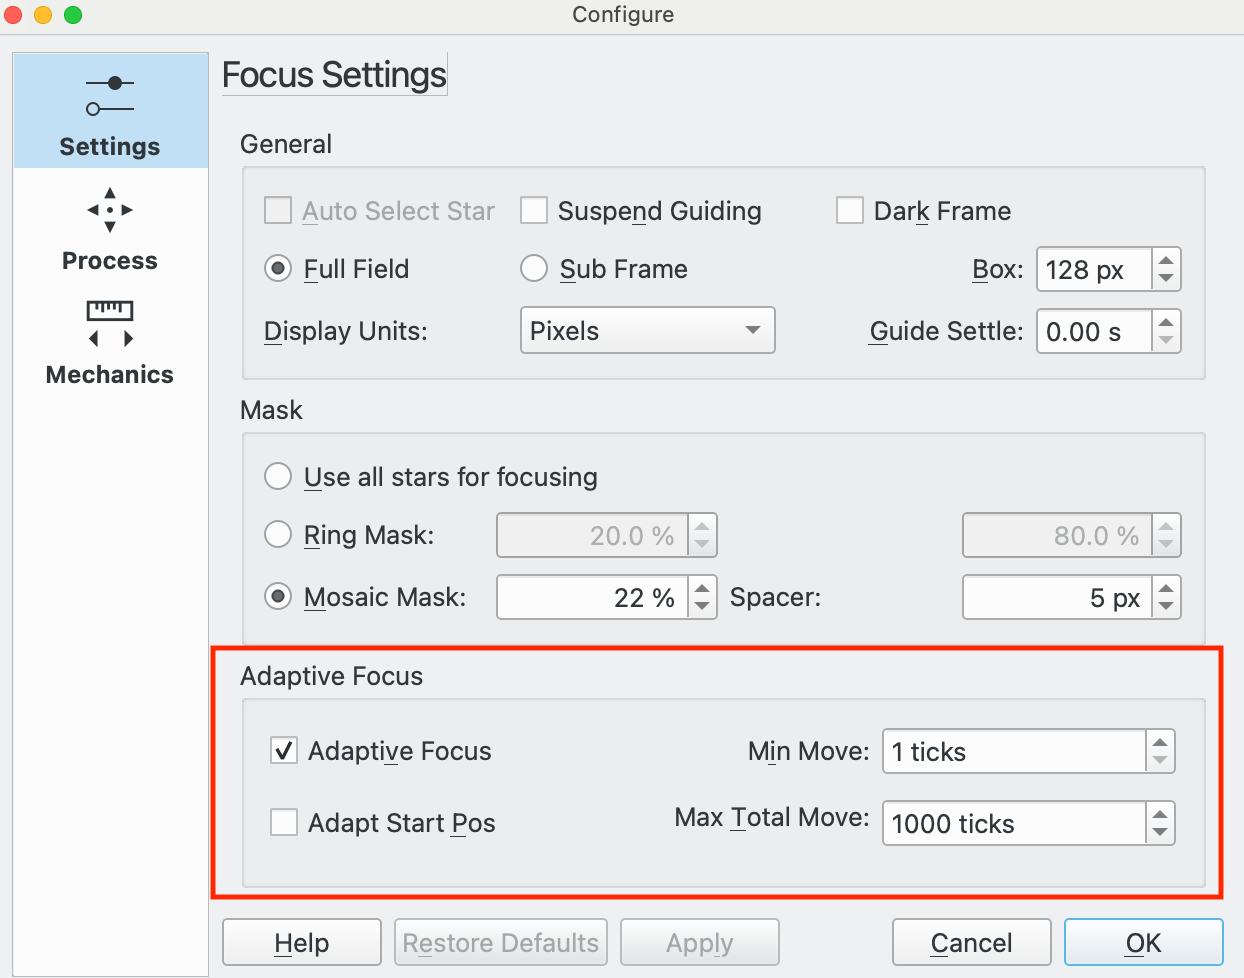 Configure
Settings
Process
Mechanics
Focus Settings
General
Auto Select Star Suspend Guiding Dark Frame
Full Field Sub Frame Box: 128 px
Display Units: Pixels Guide Settle: 0.00 s
Mask
Use all stars for focusing
Ring Mask: 20.0 % 80.0 %
Mosaic Mask: 22 % Spacer: 5 px
Adaptive Focus
Adaptive Focus Min Move: 1 ticks
Adapt Start Pos Max Total Move: 1000 ticks
Help Restore Defaults Apply Cancel OK